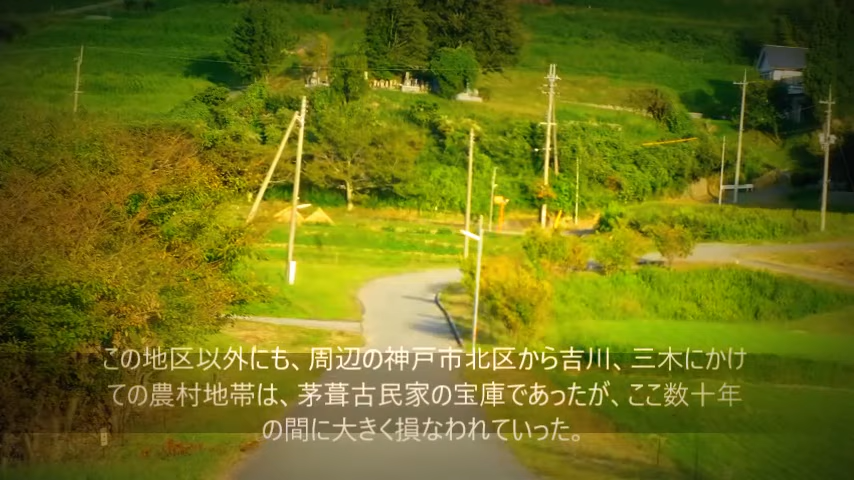 この地区以外にも、周辺の神戸市北区から吉川、三木にかけ
ての農村地帯は、茅葺古民家の宝庫であったが、ここ数十年
の間に大きく損なわれていった。